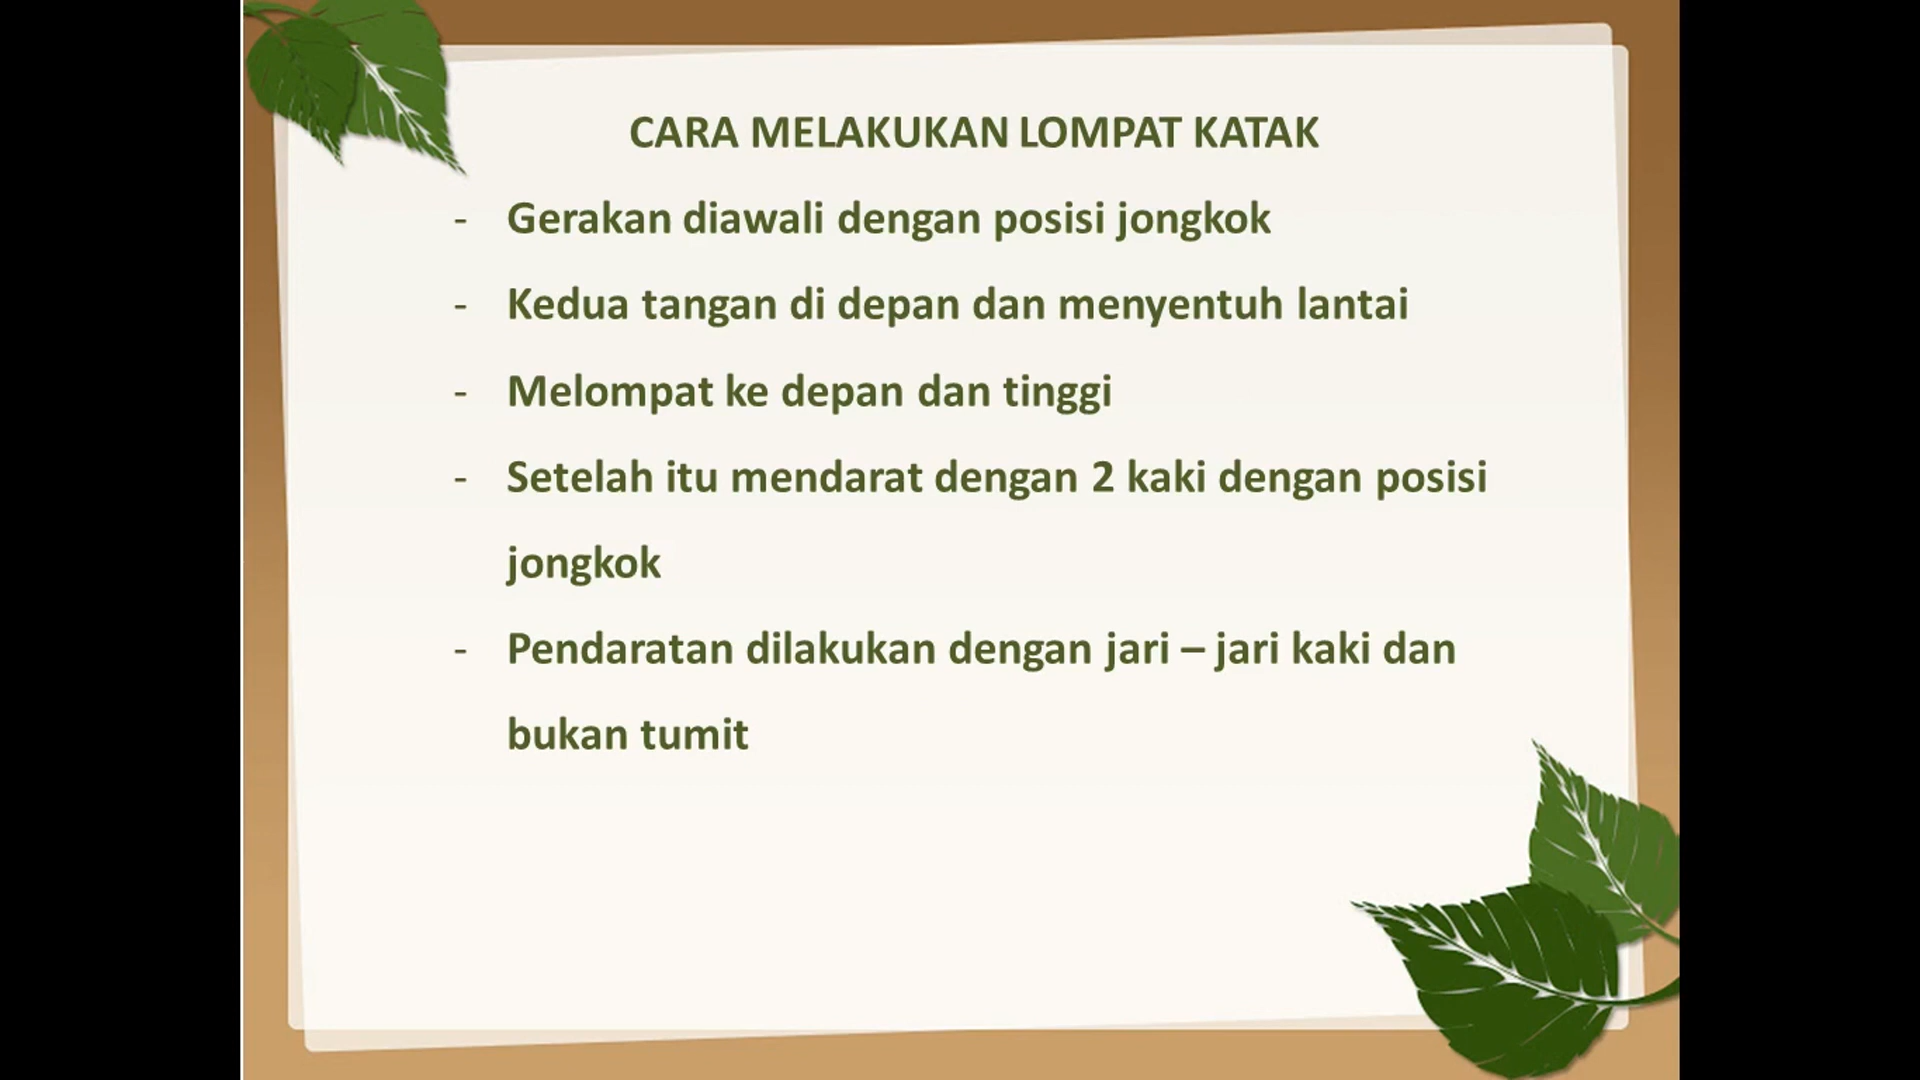 CARA MELAKUKAN LOMPAT KATAK
- Gerakan diawali dengan posisi jongkok
- Kedua tangan di depan dan menyentuh lantai
- Melompat ke depan dan tinggi
- Setelah itu mendarat dengan 2 kaki dengan posisi
jongkok
- Pendaratan dilakukan dengan jari – jari kaki dan
bukan tumit